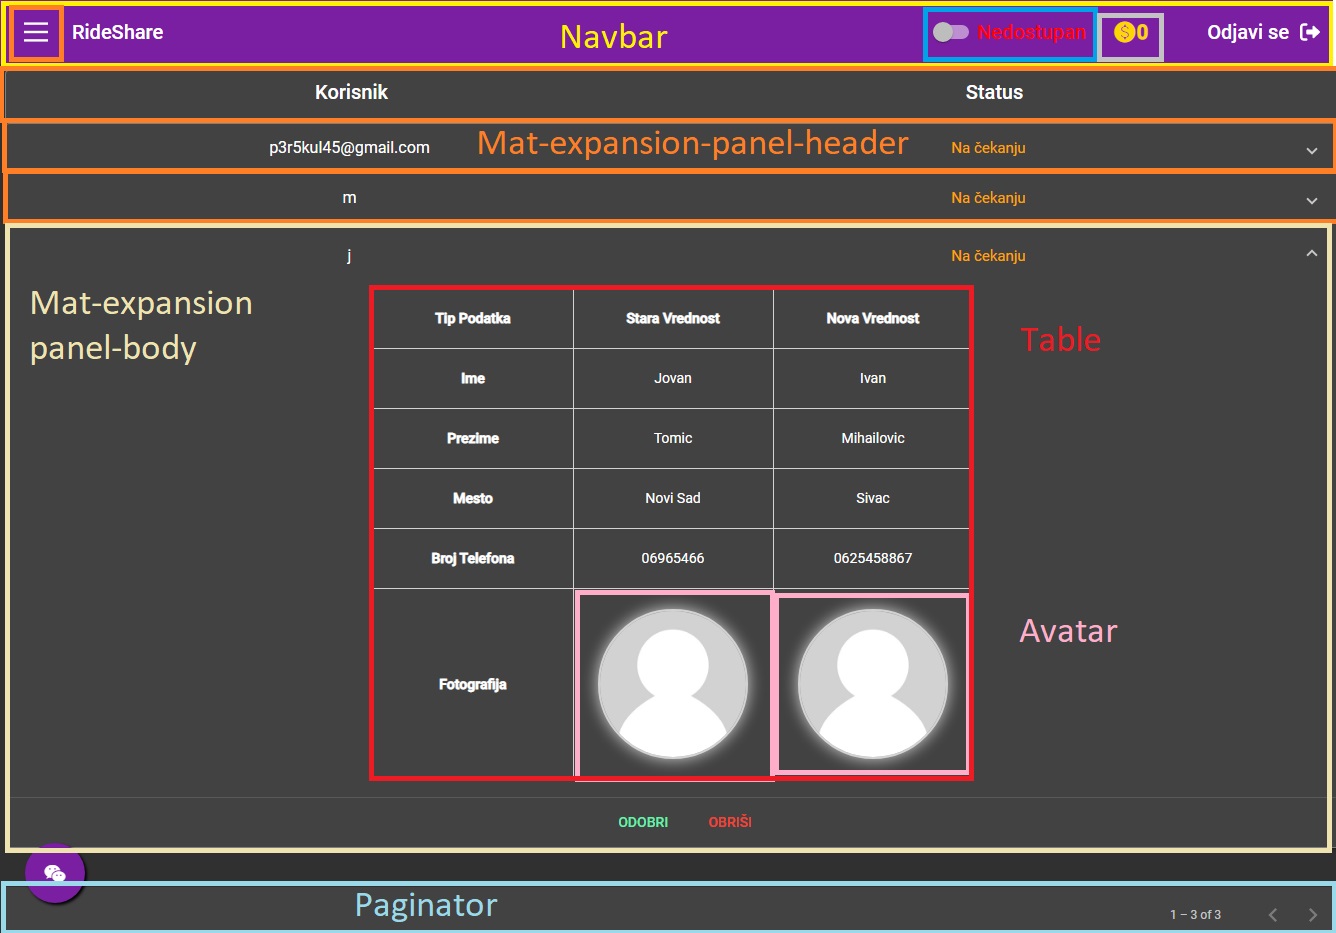 RideShare Navbar Nedostupan 0 Odjavi se
Korisnik Status
p3r5kul45@gmail.com Mat-expansion-panel-header Na čekanju
m Na čekanju
j Na čekanju
Mat-expansion
panel-body
Tip Podatka Stara Vrednost Nova Vrednost
Table
Ime Jovan Ivan
Prezime Tomic Mihailovic
Mesto Novi Sad Sivac
Broj Telefona 06965466 0625458867
Avatar
Fotografija
ODOBRI OBRIŠI
Paginator 1 – 3 of 3